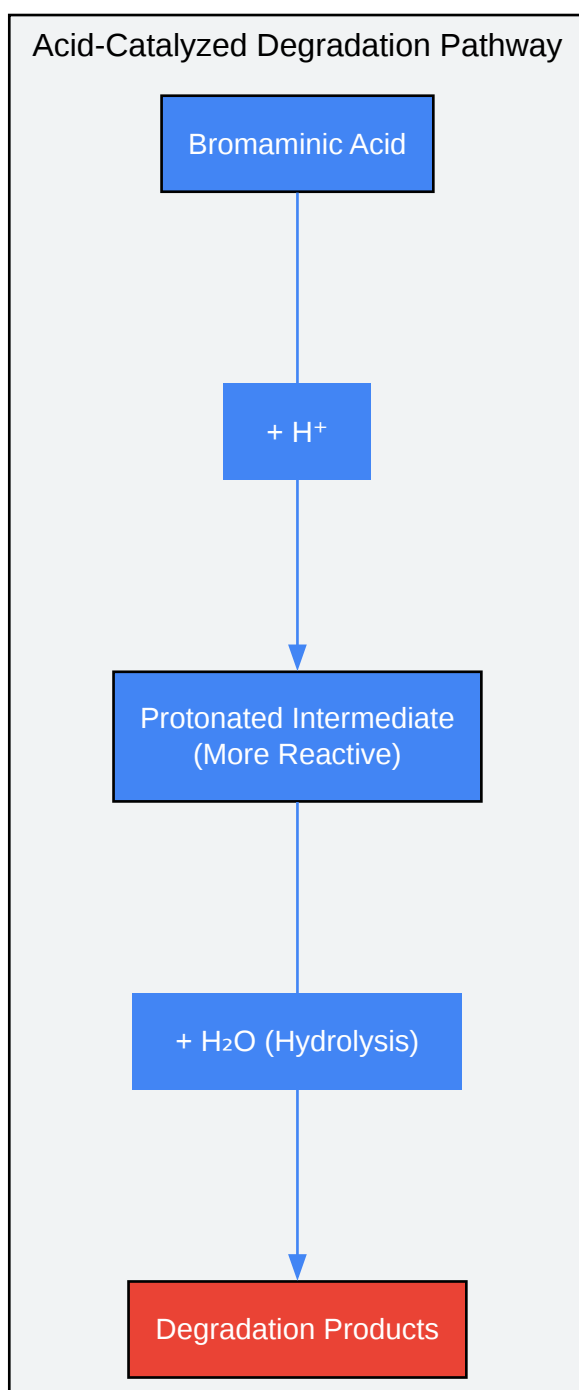 Acid-Catalyzed Degradation Pathway
Bromaminic Acid
+ H⁺
Protonated Intermediate
(More Reactive)
+ H₂O (Hydrolysis)
Degradation Products